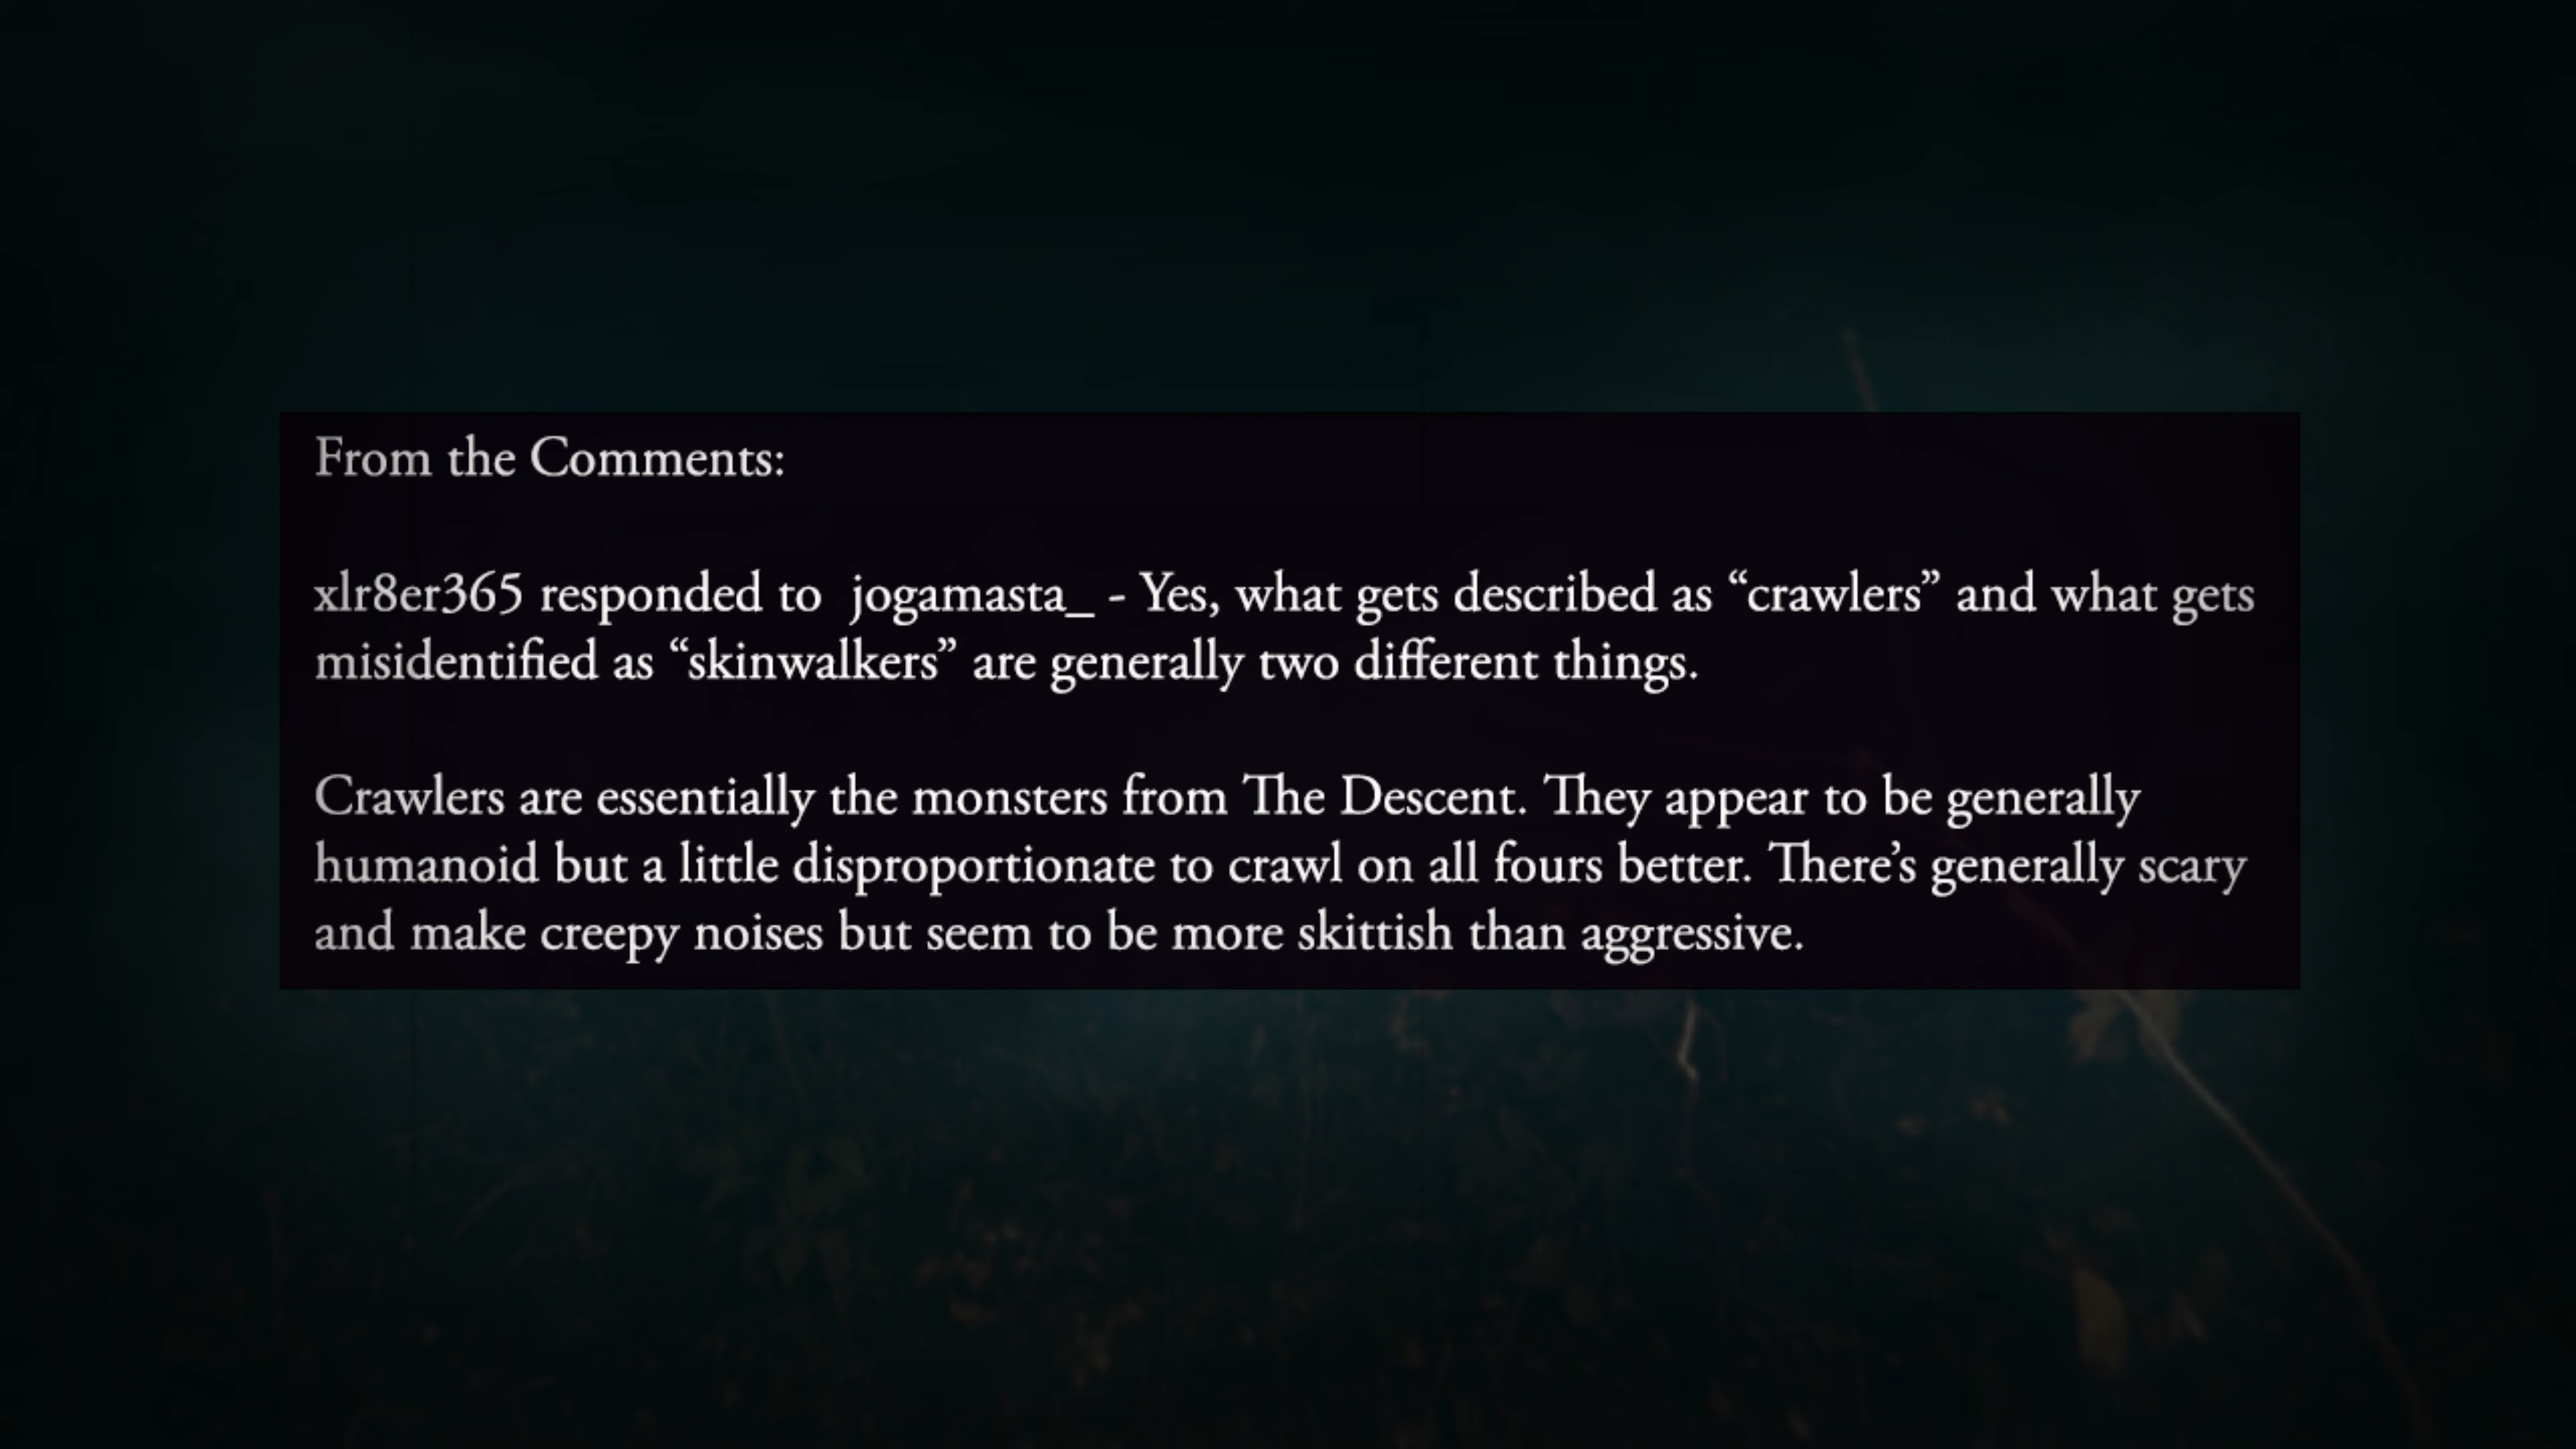 From the Comments:
xlr8er365 responded to  jogamasta_ - Yes, what gets described as “crawlers” and what gets
misidentified as “skinwalkers” are generally two different things.
Crawlers are essentially the monsters from The Descent. They appear to be generally
humanoid but a little disproportionate to crawl on all fours better. There’s generally scary
and make creepy noises but seem to be more skittish than aggressive.